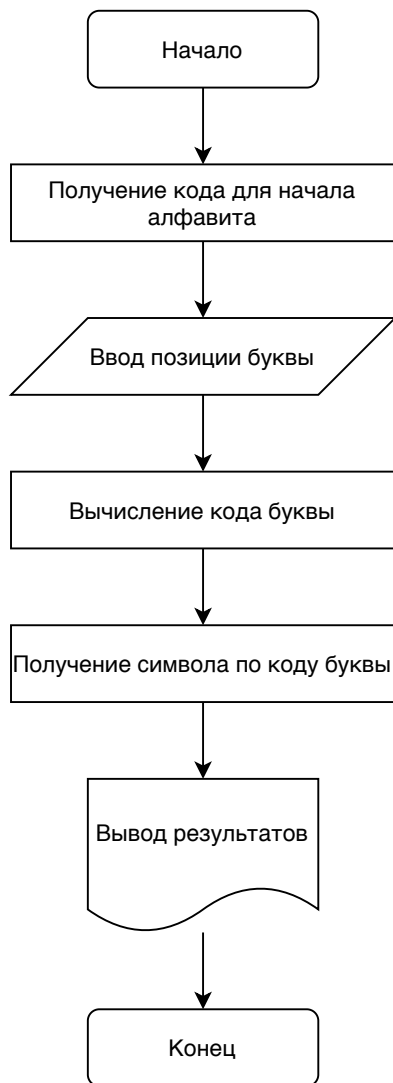 Начало
Получение кода для начала
алфавита
Ввод позиции буквы
Вычисление кода буквы
Получение символа по коду буквы
Вывод результатов
Конец